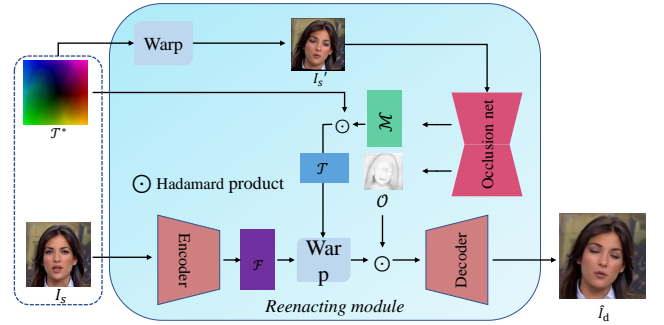 Warp
I_s'
𝒯*
⊙
ℳ
Occlusion net
𝒯
⊙ Hadamard product
𝒪
I_s
Encoder
ℱ
War
p
⊙
Decoder
Î_d
Reenacting module